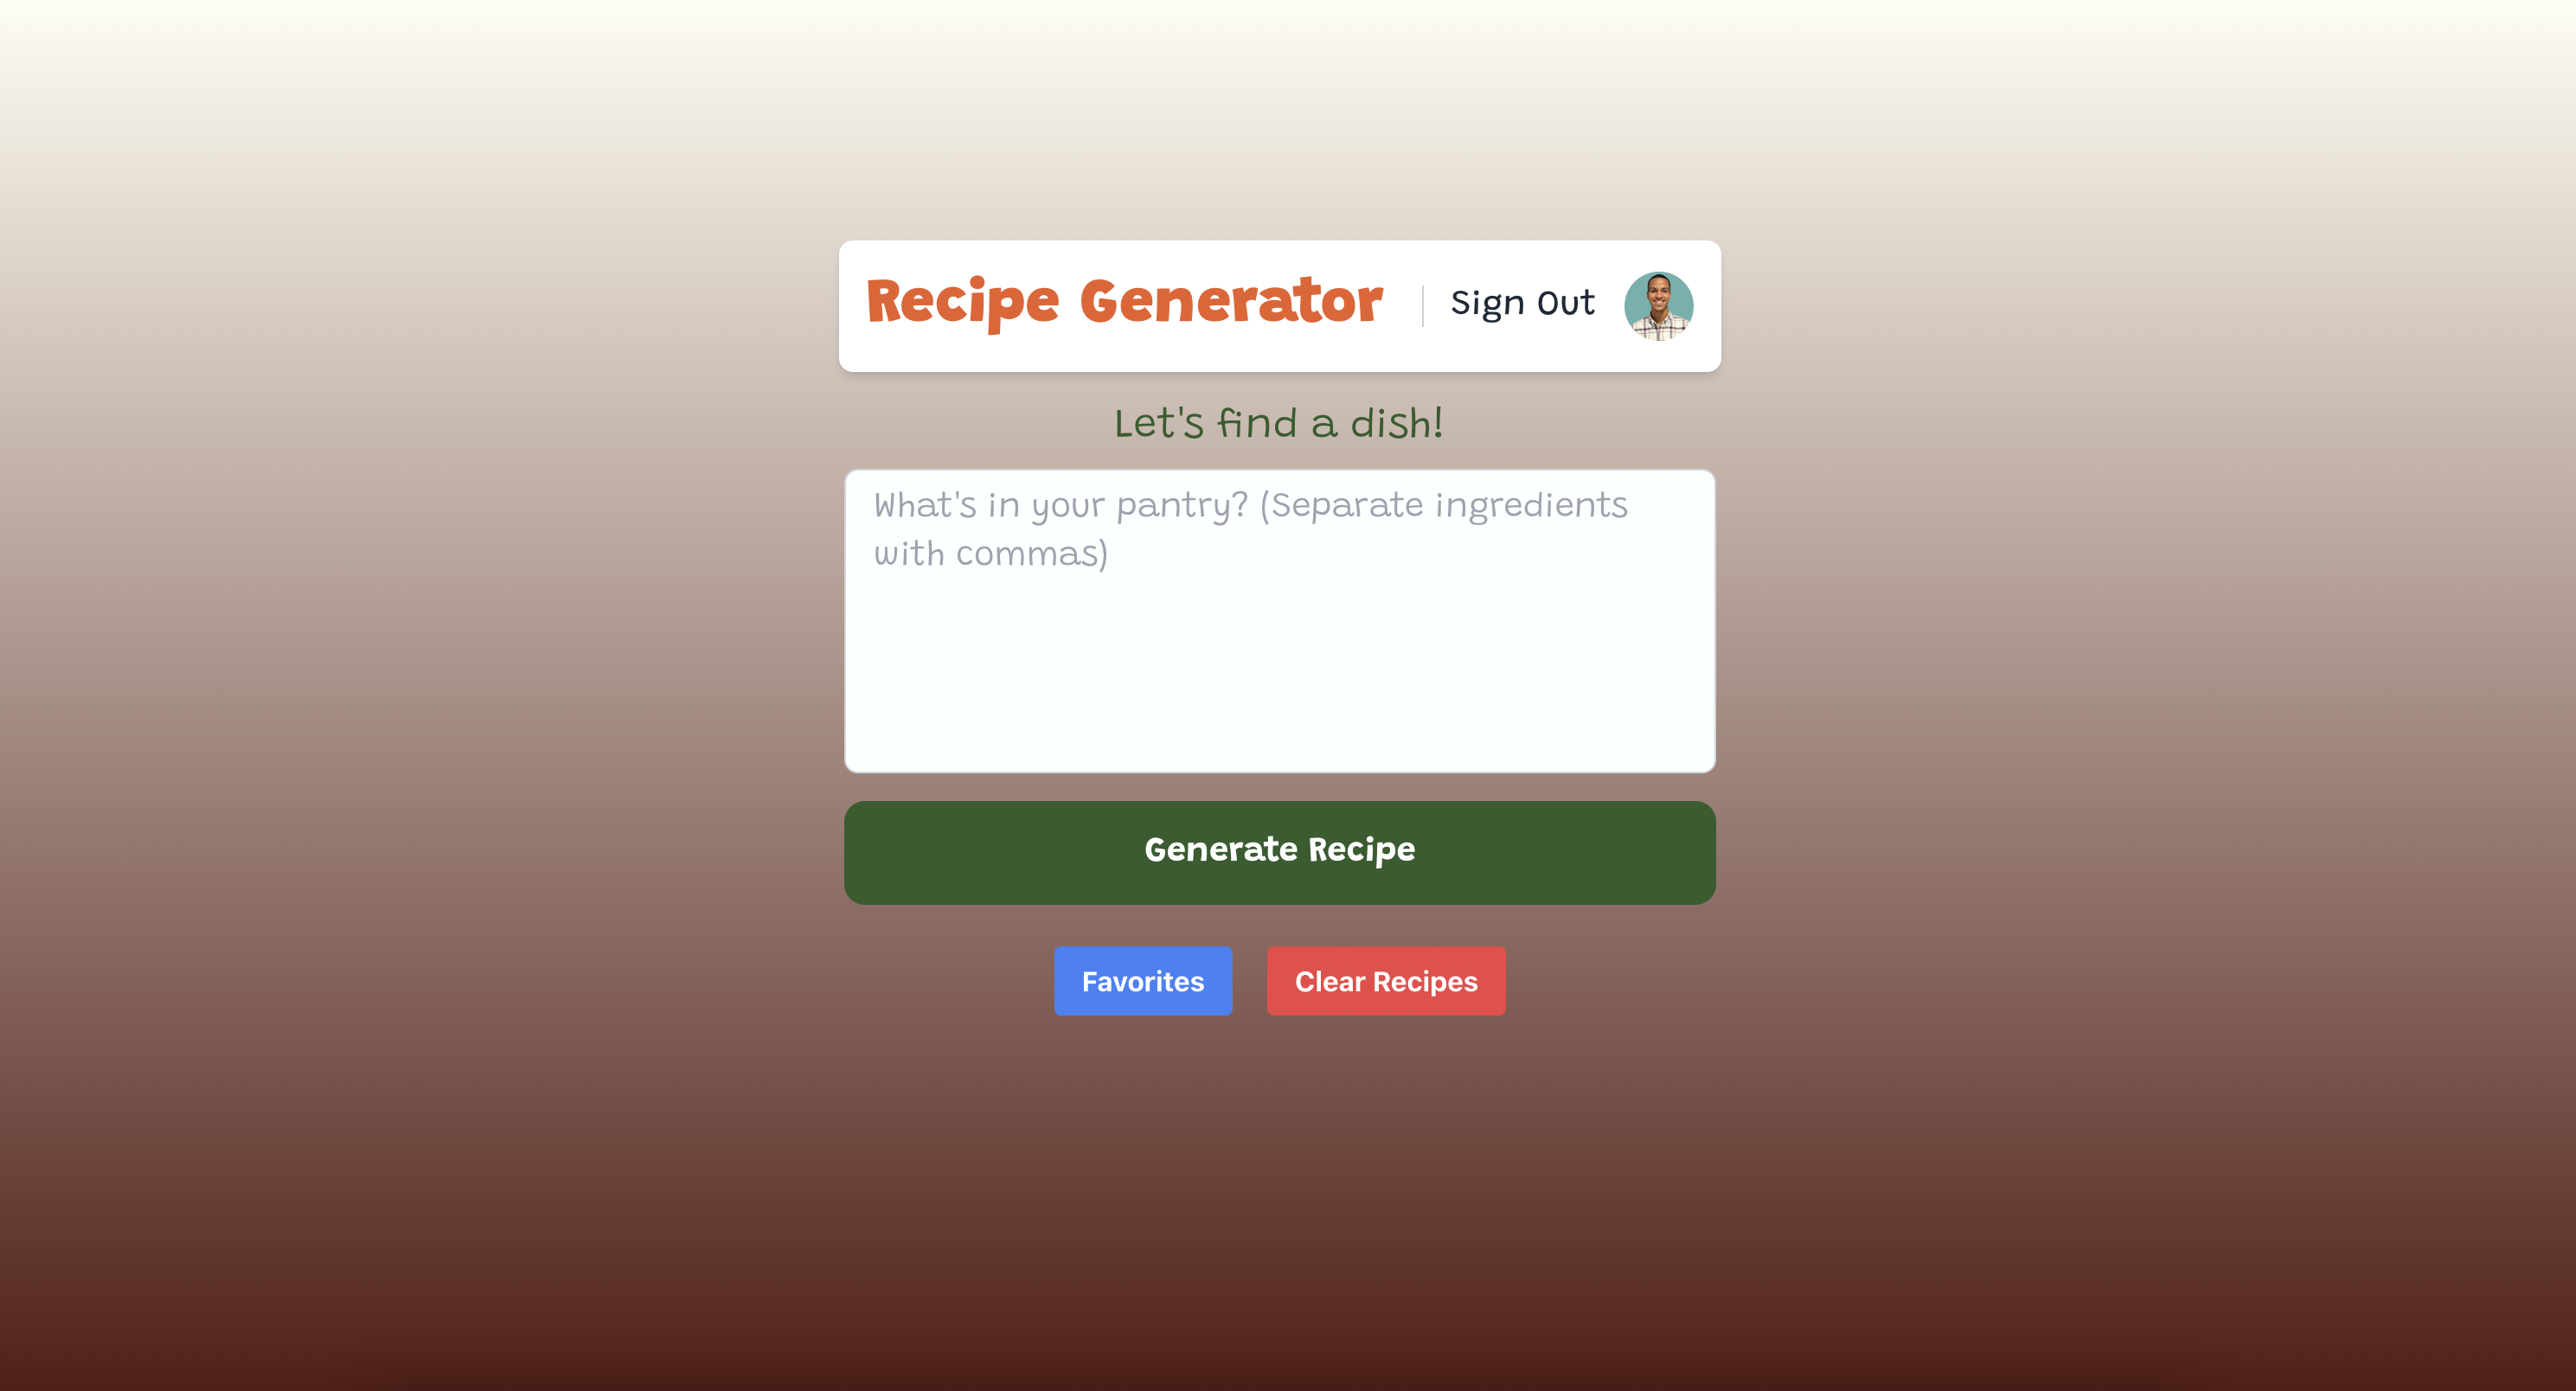 Recipe Generator
Sign Out
Let's find a dish!
What's in your pantry? (Separate ingredients
with commas)
Generate Recipe
Favorites
Clear Recipes